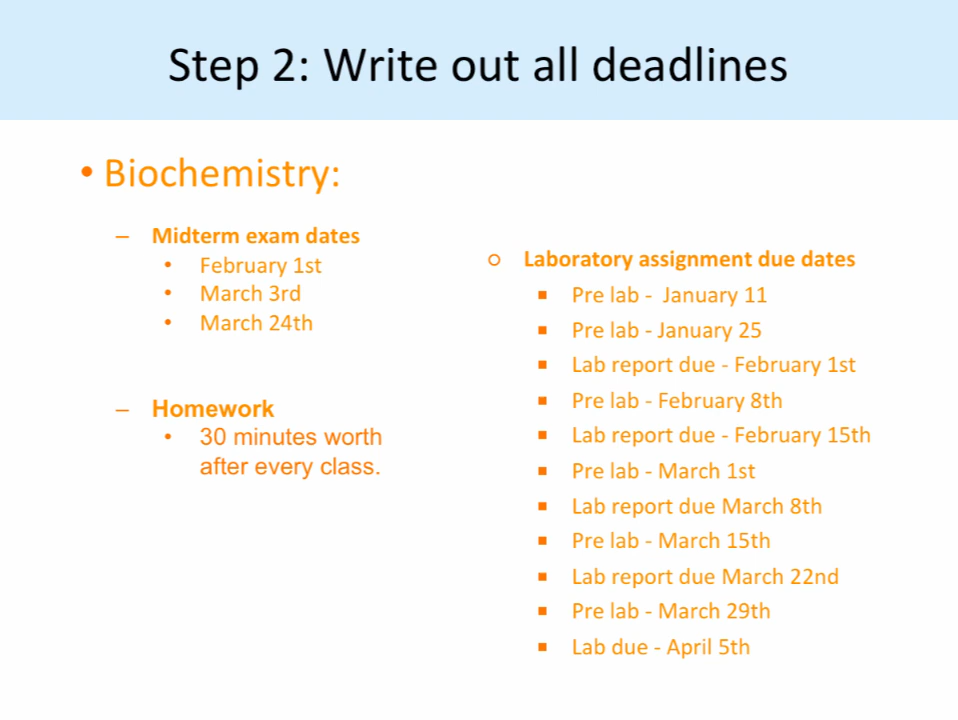 Step 2: Write out all deadlines
• Biochemistry:
– Midterm exam dates
• February 1st
• March 3rd
• March 24th
– Homework
• 30 minutes worth
after every class.
○ Laboratory assignment due dates
▪ Pre lab -  January 11
▪ Pre lab - January 25
▪ Lab report due - February 1st
▪ Pre lab - February 8th
▪ Lab report due - February 15th
▪ Pre lab - March 1st
▪ Lab report due March 8th
▪ Pre lab - March 15th
▪ Lab report due March 22nd
▪ Pre lab - March 29th
▪ Lab due - April 5th